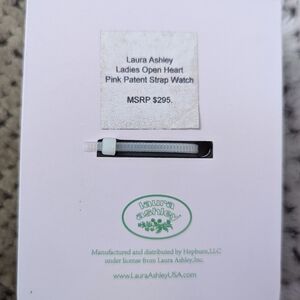 Laura Ashley
Ladies Open Heart
Pink Patent Strap Watch
MSRP $295.
laura
ashley
Manufactured and distributed by Hepburn, LLC
under license from Laura Ashley, Inc.
www.LauraAshleyUSA.com